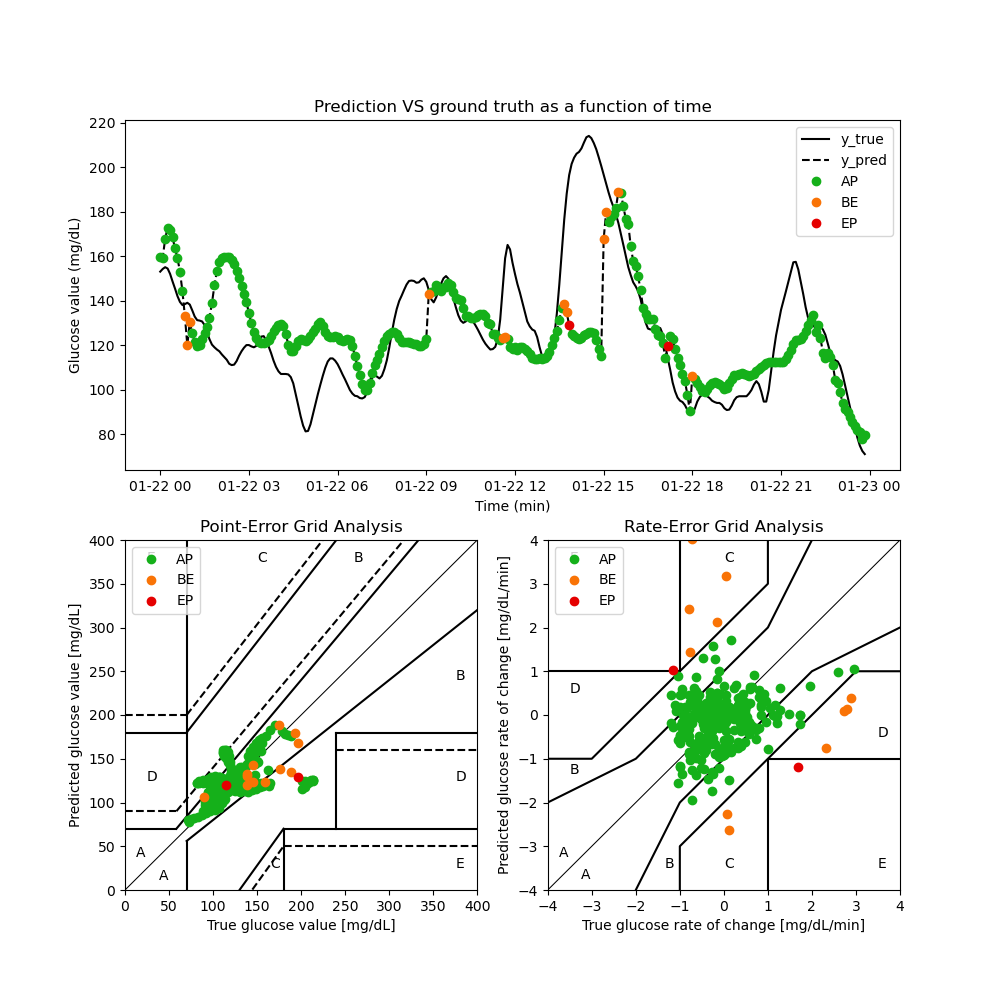 Prediction VS ground truth as a function of time
Glucose value (mg/dL)
220
200
180
160
140
120
100
80
y_true
y_pred
AP
BE
EP
01-22 00 01-22 03 01-22 06 01-22 09 01-22 12 01-22 15 01-22 18 01-22 21 01-23 00
Time (min)
Point-Error Grid Analysis
Predicted glucose value [mg/dL]
400
350
300
250
200
150
100
50
0
AP
BE
EP
C
B
B
D
D
A
A
C
E
0 50 100 150 200 250 300 350 400
True glucose value [mg/dL]
Rate-Error Grid Analysis
Predicted glucose rate of change [mg/dL/min]
4
3
2
1
0
−1
−2
−3
−4
AP
BE
EP
C
D
D
B
A
A
B
C
E
−4 −3 −2 −1 0 1 2 3 4
True glucose rate of change [mg/dL/min]